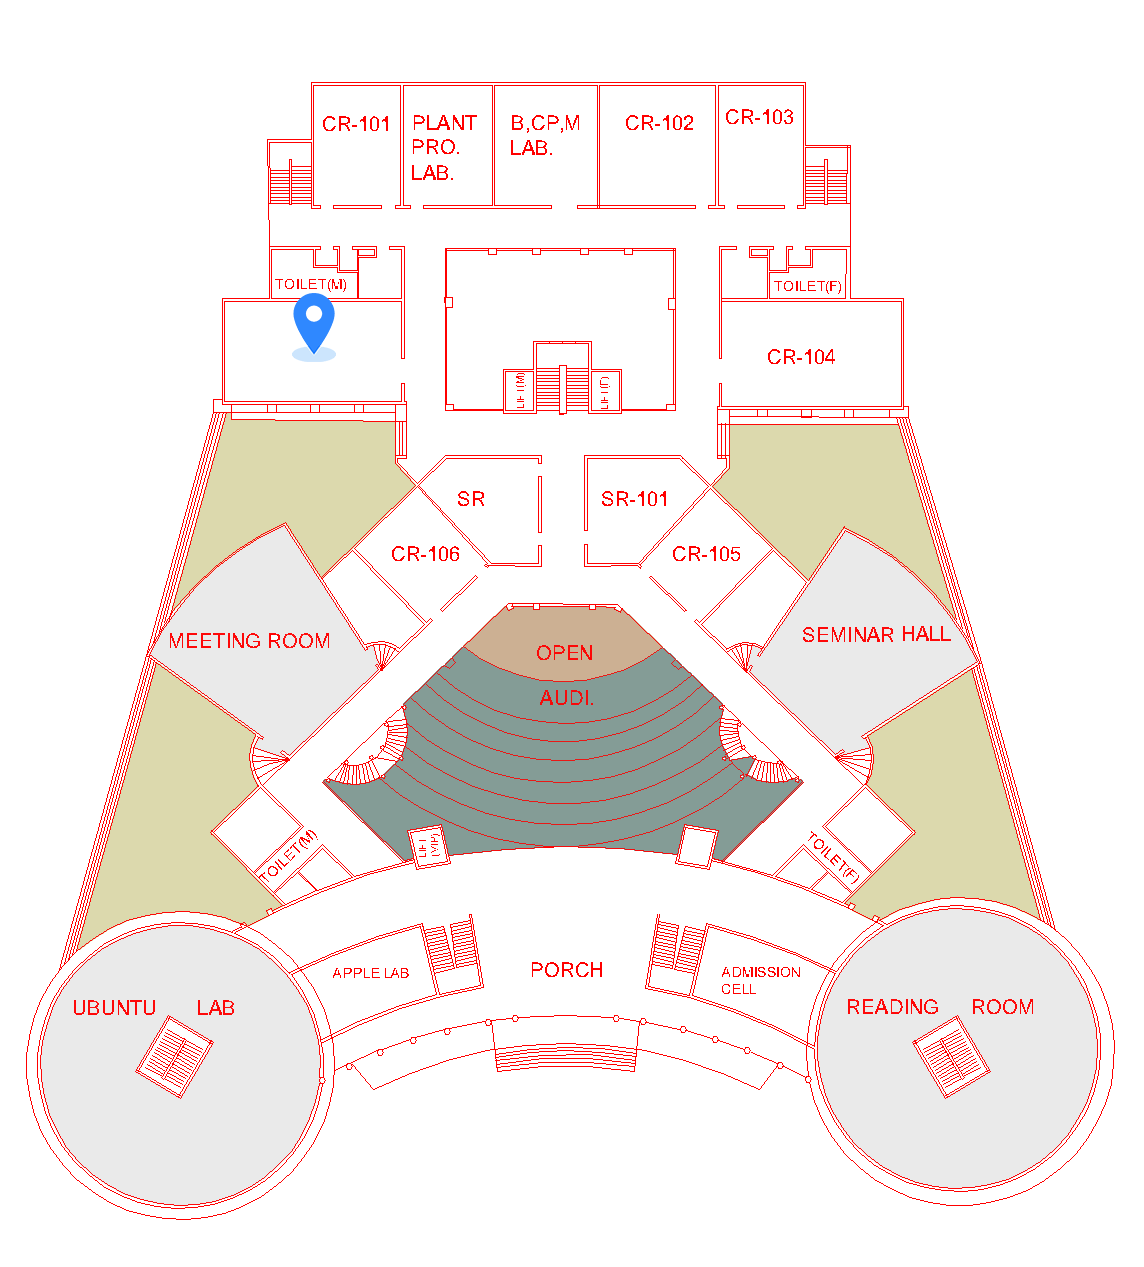 CR-101
PLANT
PRO.
LAB.
B,CP,M
LAB.
CR-102
CR-103
TOILET(M)
TOILET(F)
CR-104
LIFT(M)
LIFT(F)
SR
SR-101
CR-106
CR-105
MEETING ROOM
SEMINAR HALL
OPEN
AUDI.
TOILET(M)
LIFT
(VIP)
TOILET(F)
APPLE LAB
PORCH
ADMISSION
CELL
UBUNTU LAB
READING ROOM